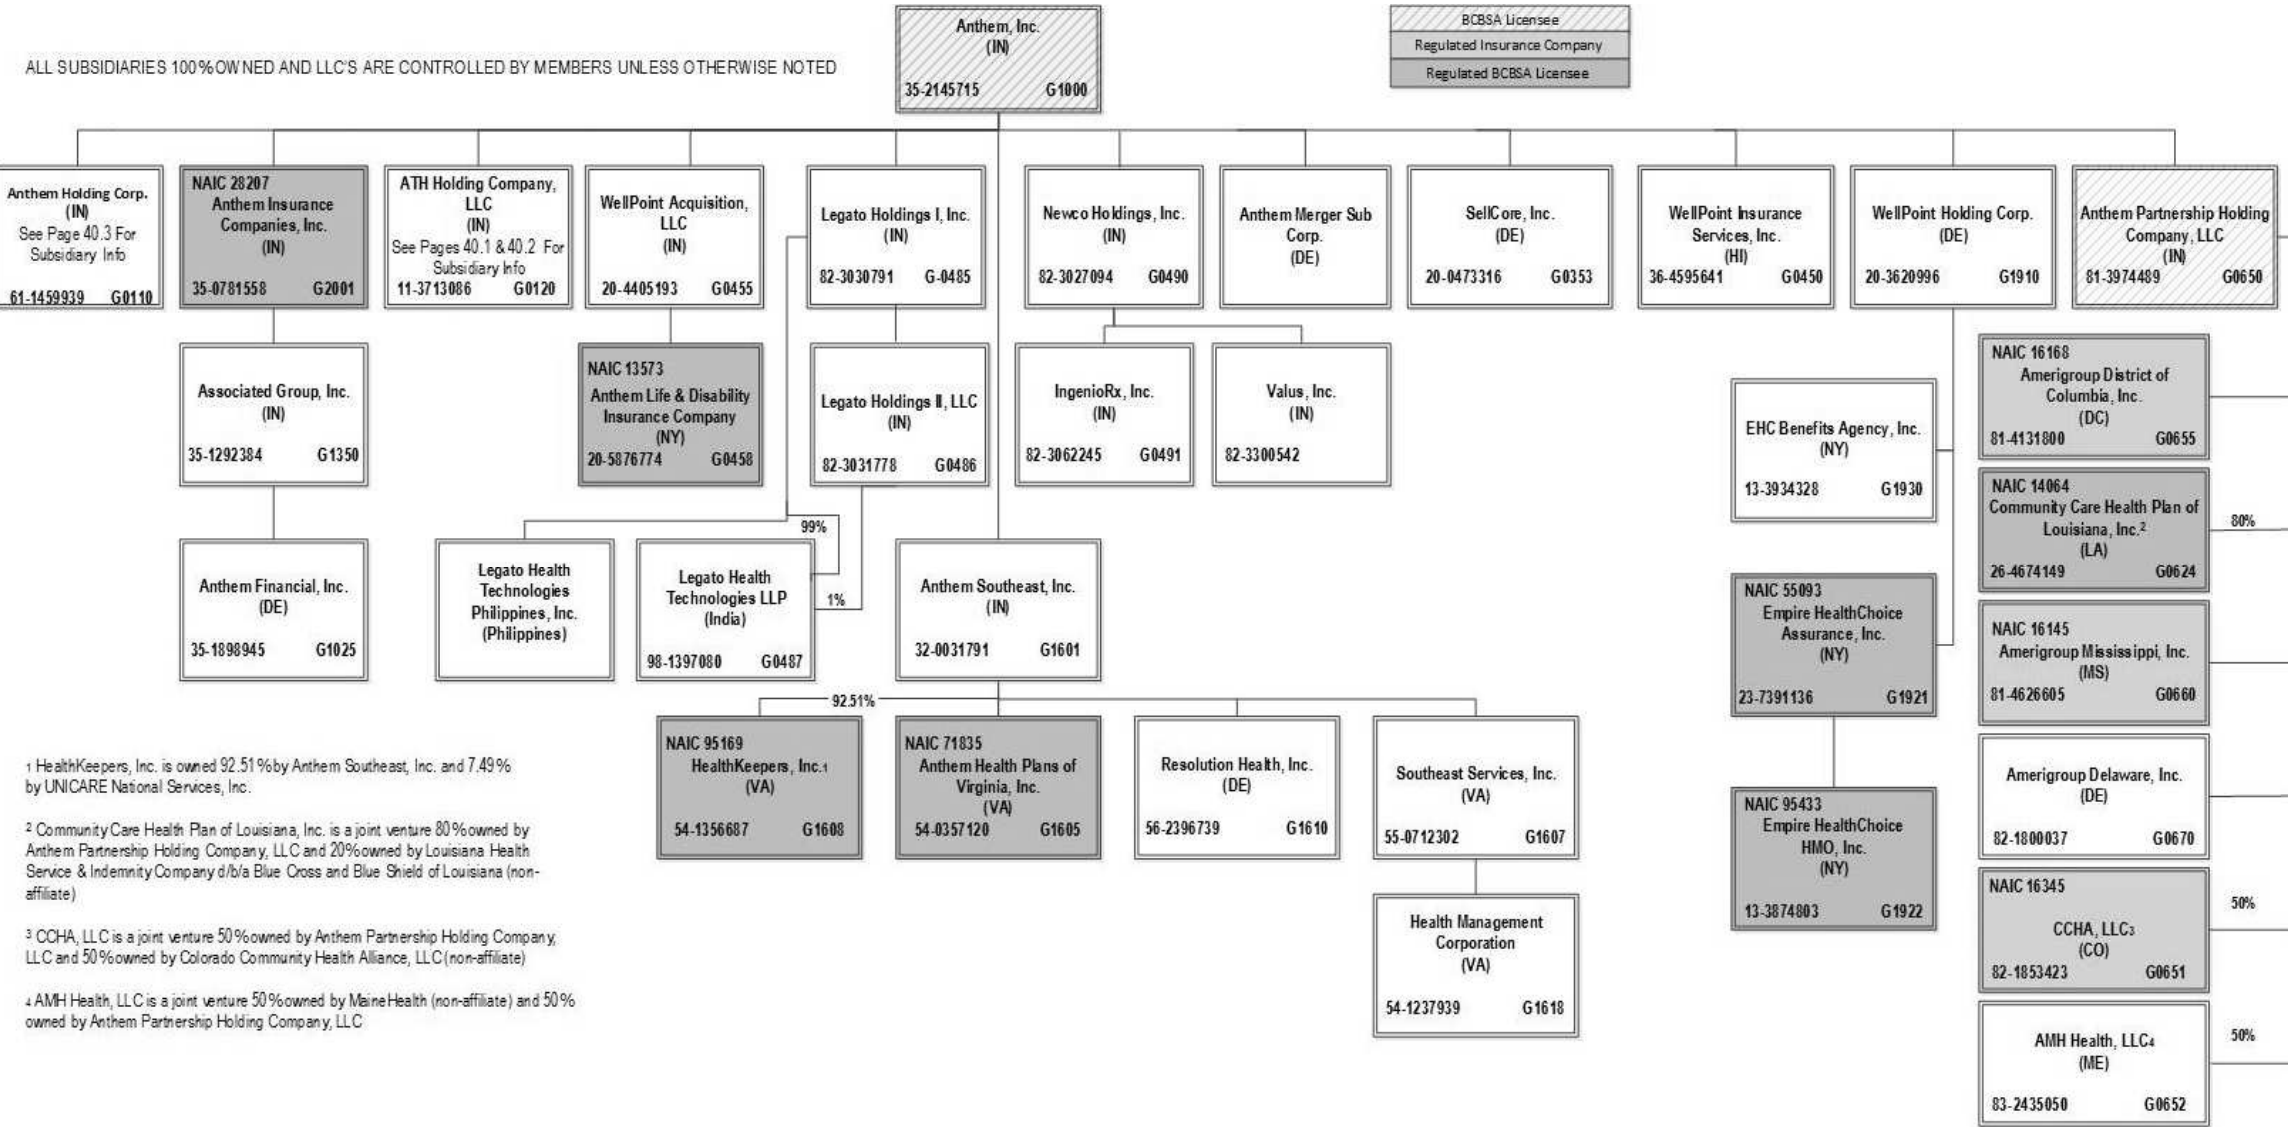 Anthem, Inc.
(IN)
35-2145715 G1000
BCBSA Licensee
Regulated Insurance Company
Regulated BCBSA Licensee
ALL SUBSIDIARIES 100% OWNED AND LLC'S ARE CONTROLLED BY MEMBERS UNLESS OTHERWISE NOTED
Anthem Holding Corp.
(IN)
See Page 40.3 For
Subsidiary Info
61-1459939 G0110
NAIC 28207
Anthem Insurance
Companies, Inc.
(IN)
35-0781558 G2001
ATH Holding Company,
LLC
(IN)
See Pages 40.1 & 40.2 For
Subsidiary Info
11-3713086 G0120
WellPoint Acquisition,
LLC
(IN)
20-4405193 G0455
Legato Holdings I, Inc.
(IN)
82-3030791 G-0485
Newco Holdings, Inc.
(IN)
82-3027094 G0490
Anthem Merger Sub
Corp.
(DE)
SellCore, Inc.
(DE)
20-0473316 G0353
WellPoint Insurance
Services, Inc.
(HI)
36-4595641 G0450
WellPoint Holding Corp.
(DE)
20-3620996 G1910
Anthem Partnership Holding
Company, LLC
(IN)
81-3974489 G0650
Associated Group, Inc.
(IN)
35-1292384 G1350
NAIC 13573
Anthem Life & Disability
Insurance Company
(NY)
20-5876774 G0458
Legato Holdings II, LLC
(IN)
82-3031778 G0486
IngenioRx, Inc.
(IN)
82-3062245 G0491
Valus, Inc.
(IN)
82-3300542
EHC Benefits Agency, Inc.
(NY)
13-3934328 G1930
NAIC 16168
Amerigroup District of
Columbia, Inc.
(DC)
81-4131800 G0655
NAIC 14064
Community Care Health Plan of
Louisiana, Inc.2
(LA)
26-4674149 G0624
80%
Anthem Financial, Inc.
(DE)
35-1898945 G1025
Legato Health
Technologies
Philippines, Inc.
(Philippines)
99%
Legato Health
Technologies LLP
(India)
98-1397080 G0487
1%
Anthem Southeast, Inc.
(IN)
32-0031791 G1601
NAIC 55093
Empire HealthChoice
Assurance, Inc.
(NY)
23-7391136 G1921
NAIC 16145
Amerigroup Mississippi, Inc.
(MS)
81-4626605 G0660
92.51%
NAIC 95169
HealthKeepers, Inc.1
(VA)
54-1356687 G1608
NAIC 71835
Anthem Health Plans of
Virginia, Inc.
(VA)
54-0357120 G1605
Resolution Health, Inc.
(DE)
56-2396739 G1610
Southeast Services, Inc.
(VA)
55-0712302 G1607
NAIC 95433
Empire HealthChoice
HMO, Inc.
(NY)
13-3874803 G1922
Amerigroup Delaware, Inc.
(DE)
82-1800037 G0670
NAIC 16345
CCHA, LLC3
(CO)
82-1853423 G0651
50%
Health Management
Corporation
(VA)
54-1237939 G1618
AMH Health, LLC4
(ME)
83-2435050 G0652
50%
1 HealthKeepers, Inc. is owned 92.51% by Anthem Southeast, Inc. and 7.49%
by UNICARE National Services, Inc.
2 Community Care Health Plan of Louisiana, Inc. is a joint venture 80% owned by
Anthem Partnership Holding Company, LLC and 20% owned by Louisiana Health
Service & Indemnity Company d/b/a Blue Cross and Blue Shield of Louisiana (non-
affiliate)
3 CCHA, LLC is a joint venture 50% owned by Anthem Partnership Holding Company,
LLC and 50% owned by Colorado Community Health Alliance, LLC (non-affiliate)
4 AMH Health, LLC is a joint venture 50% owned by MaineHealth (non-affiliate) and 50%
owned by Anthem Partnership Holding Company, LLC